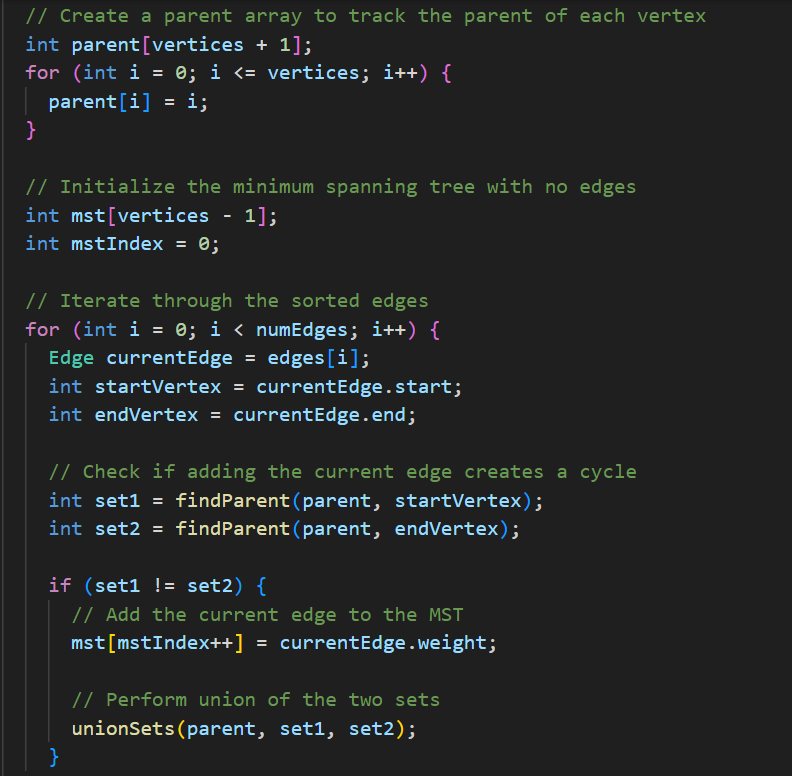 // Create a parent array to track the parent of each vertex
int parent[vertices + 1];
for (int i = 0; i <= vertices; i++) {
  parent[i] = i;
}

// Initialize the minimum spanning tree with no edges
int mst[vertices - 1];
int mstIndex = 0;

// Iterate through the sorted edges
for (int i = 0; i < numEdges; i++) {
  Edge currentEdge = edges[i];
  int startVertex = currentEdge.start;
  int endVertex = currentEdge.end;

  // Check if adding the current edge creates a cycle
  int set1 = findParent(parent, startVertex);
  int set2 = findParent(parent, endVertex);

  if (set1 != set2) {
    // Add the current edge to the MST
    mst[mstIndex++] = currentEdge.weight;

    // Perform union of the two sets
    unionSets(parent, set1, set2);
  }